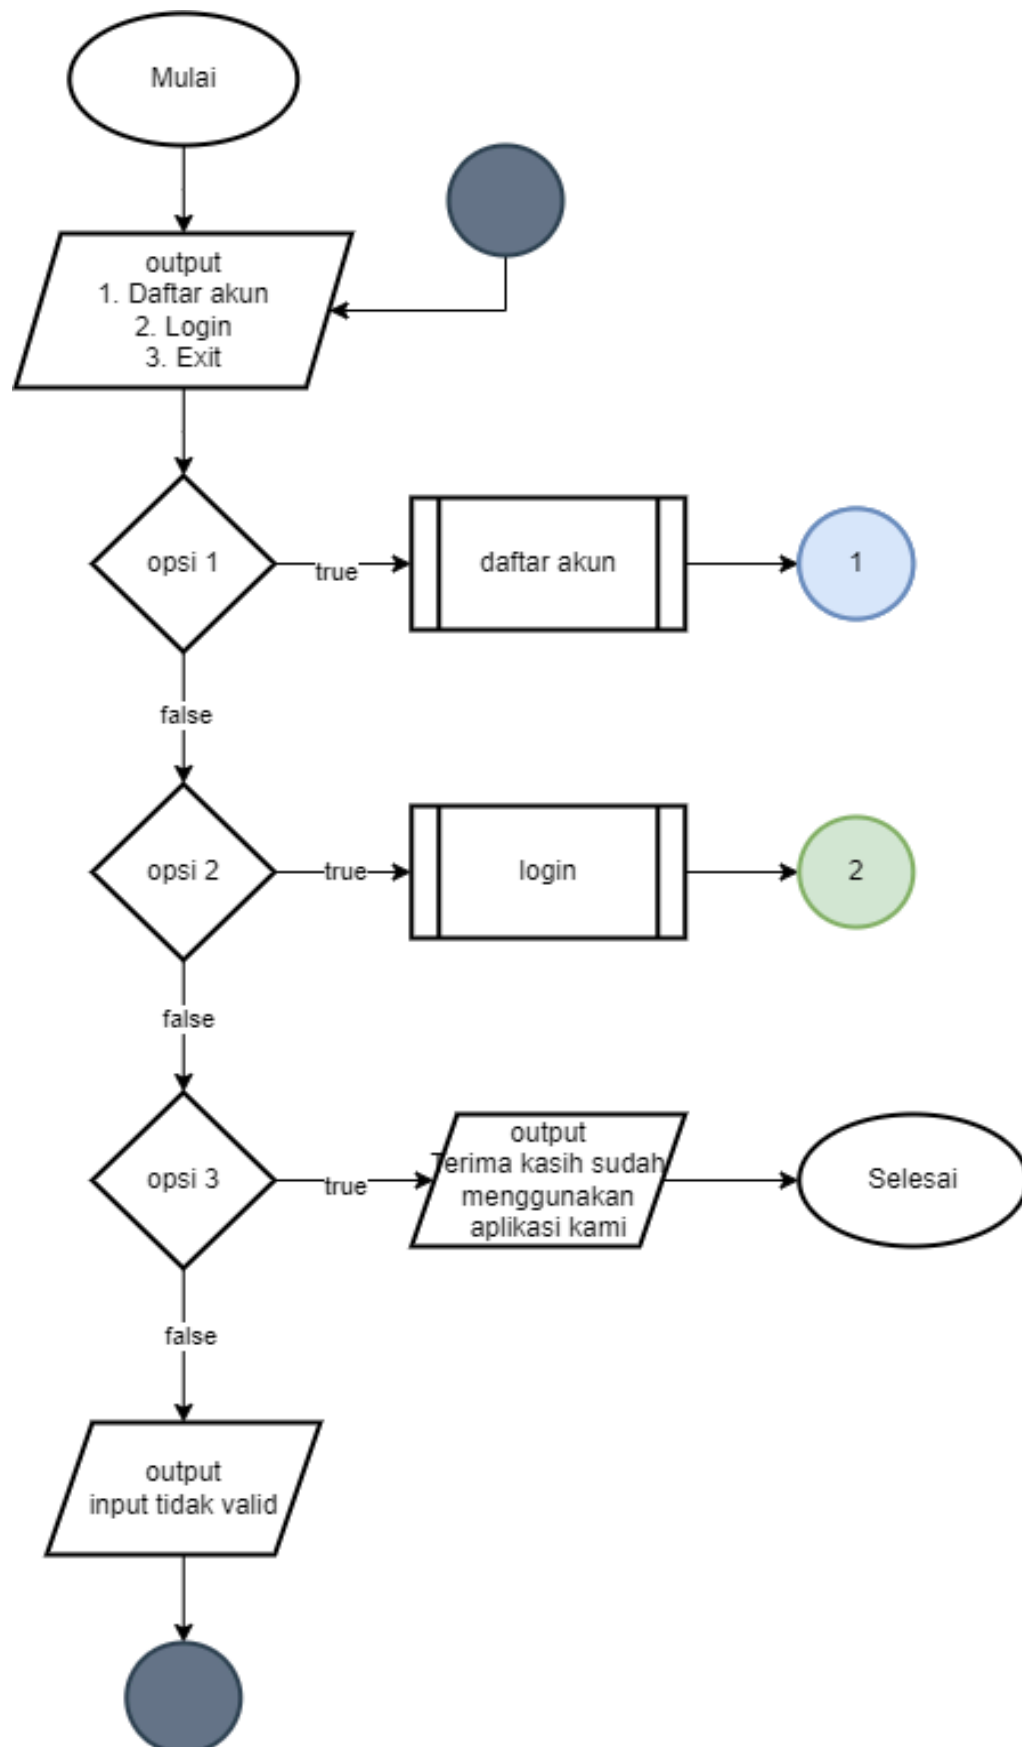 Mulai
output
1. Daftar akun
2. Login
3. Exit
opsi 1
true
daftar akun
1
false
opsi 2
true
login
2
false
opsi 3
true
output
Terima kasih sudah
menggunakan
aplikasi kami
Selesai
false
output
input tidak valid